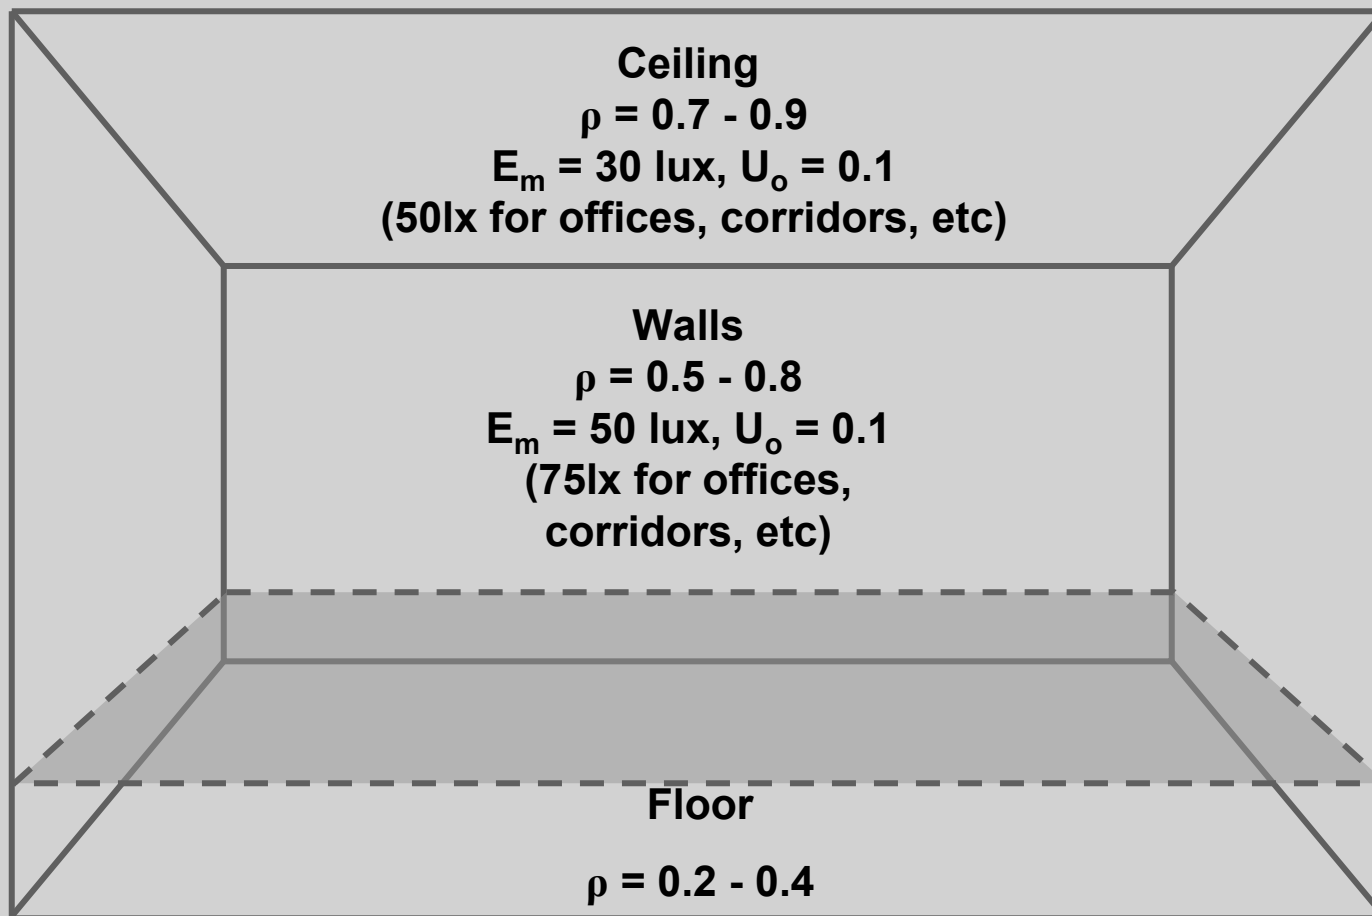 Ceiling
ρ = 0.7 - 0.9
Eₘ = 30 lux, Uₒ = 0.1
(50lx for offices, corridors, etc)
Walls
ρ = 0.5 - 0.8
Eₘ = 50 lux, Uₒ = 0.1
(75lx for offices,
corridors, etc)
Floor
ρ = 0.2 - 0.4